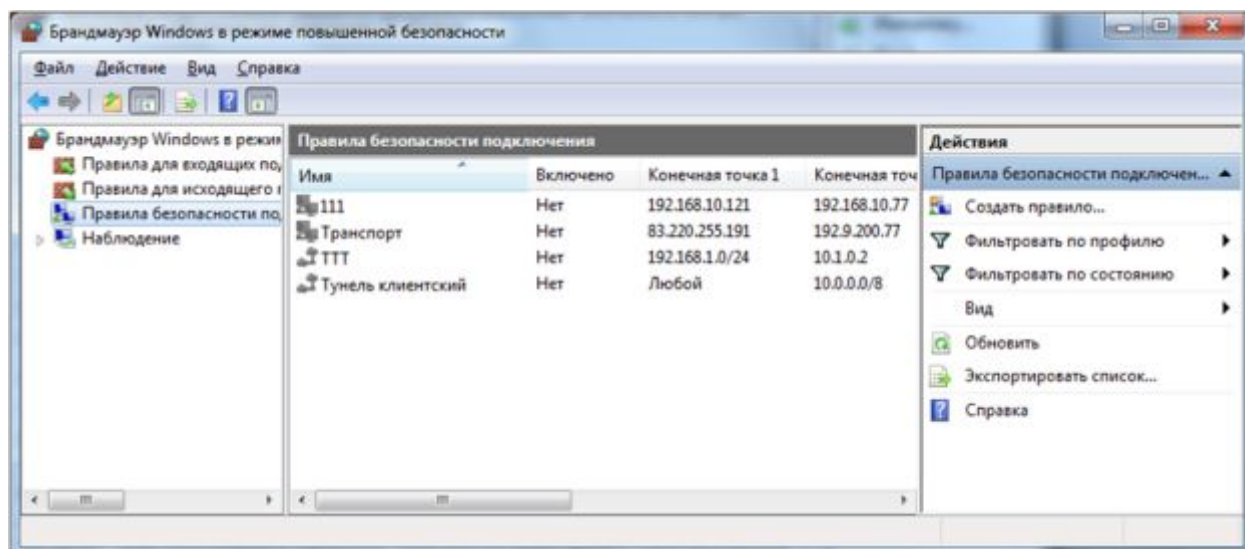 Брандмауэр Windows в режиме повышенной безопасности
Файл Действие Вид Справка
Брандмауэр Windows в режим
Правила для входящих под
Правила для исходящего п
Правила безопасности под
Наблюдение
Правила безопасности подключения
Имя Включено Конечная точка 1 Конечная точ
111 Нет 192.168.10.121 192.168.10.77
Транспорт Нет 83.220.255.191 192.9.200.77
ТТТ Нет 192.168.1.0/24 10.1.0.2
Тунель клиентский Нет Любой 10.0.0.0/8
Действия
Правила безопасности подключен...
Создать правило...
Фильтровать по профилю
Фильтровать по состоянию
Вид
Обновить
Экспортировать список...
Справка